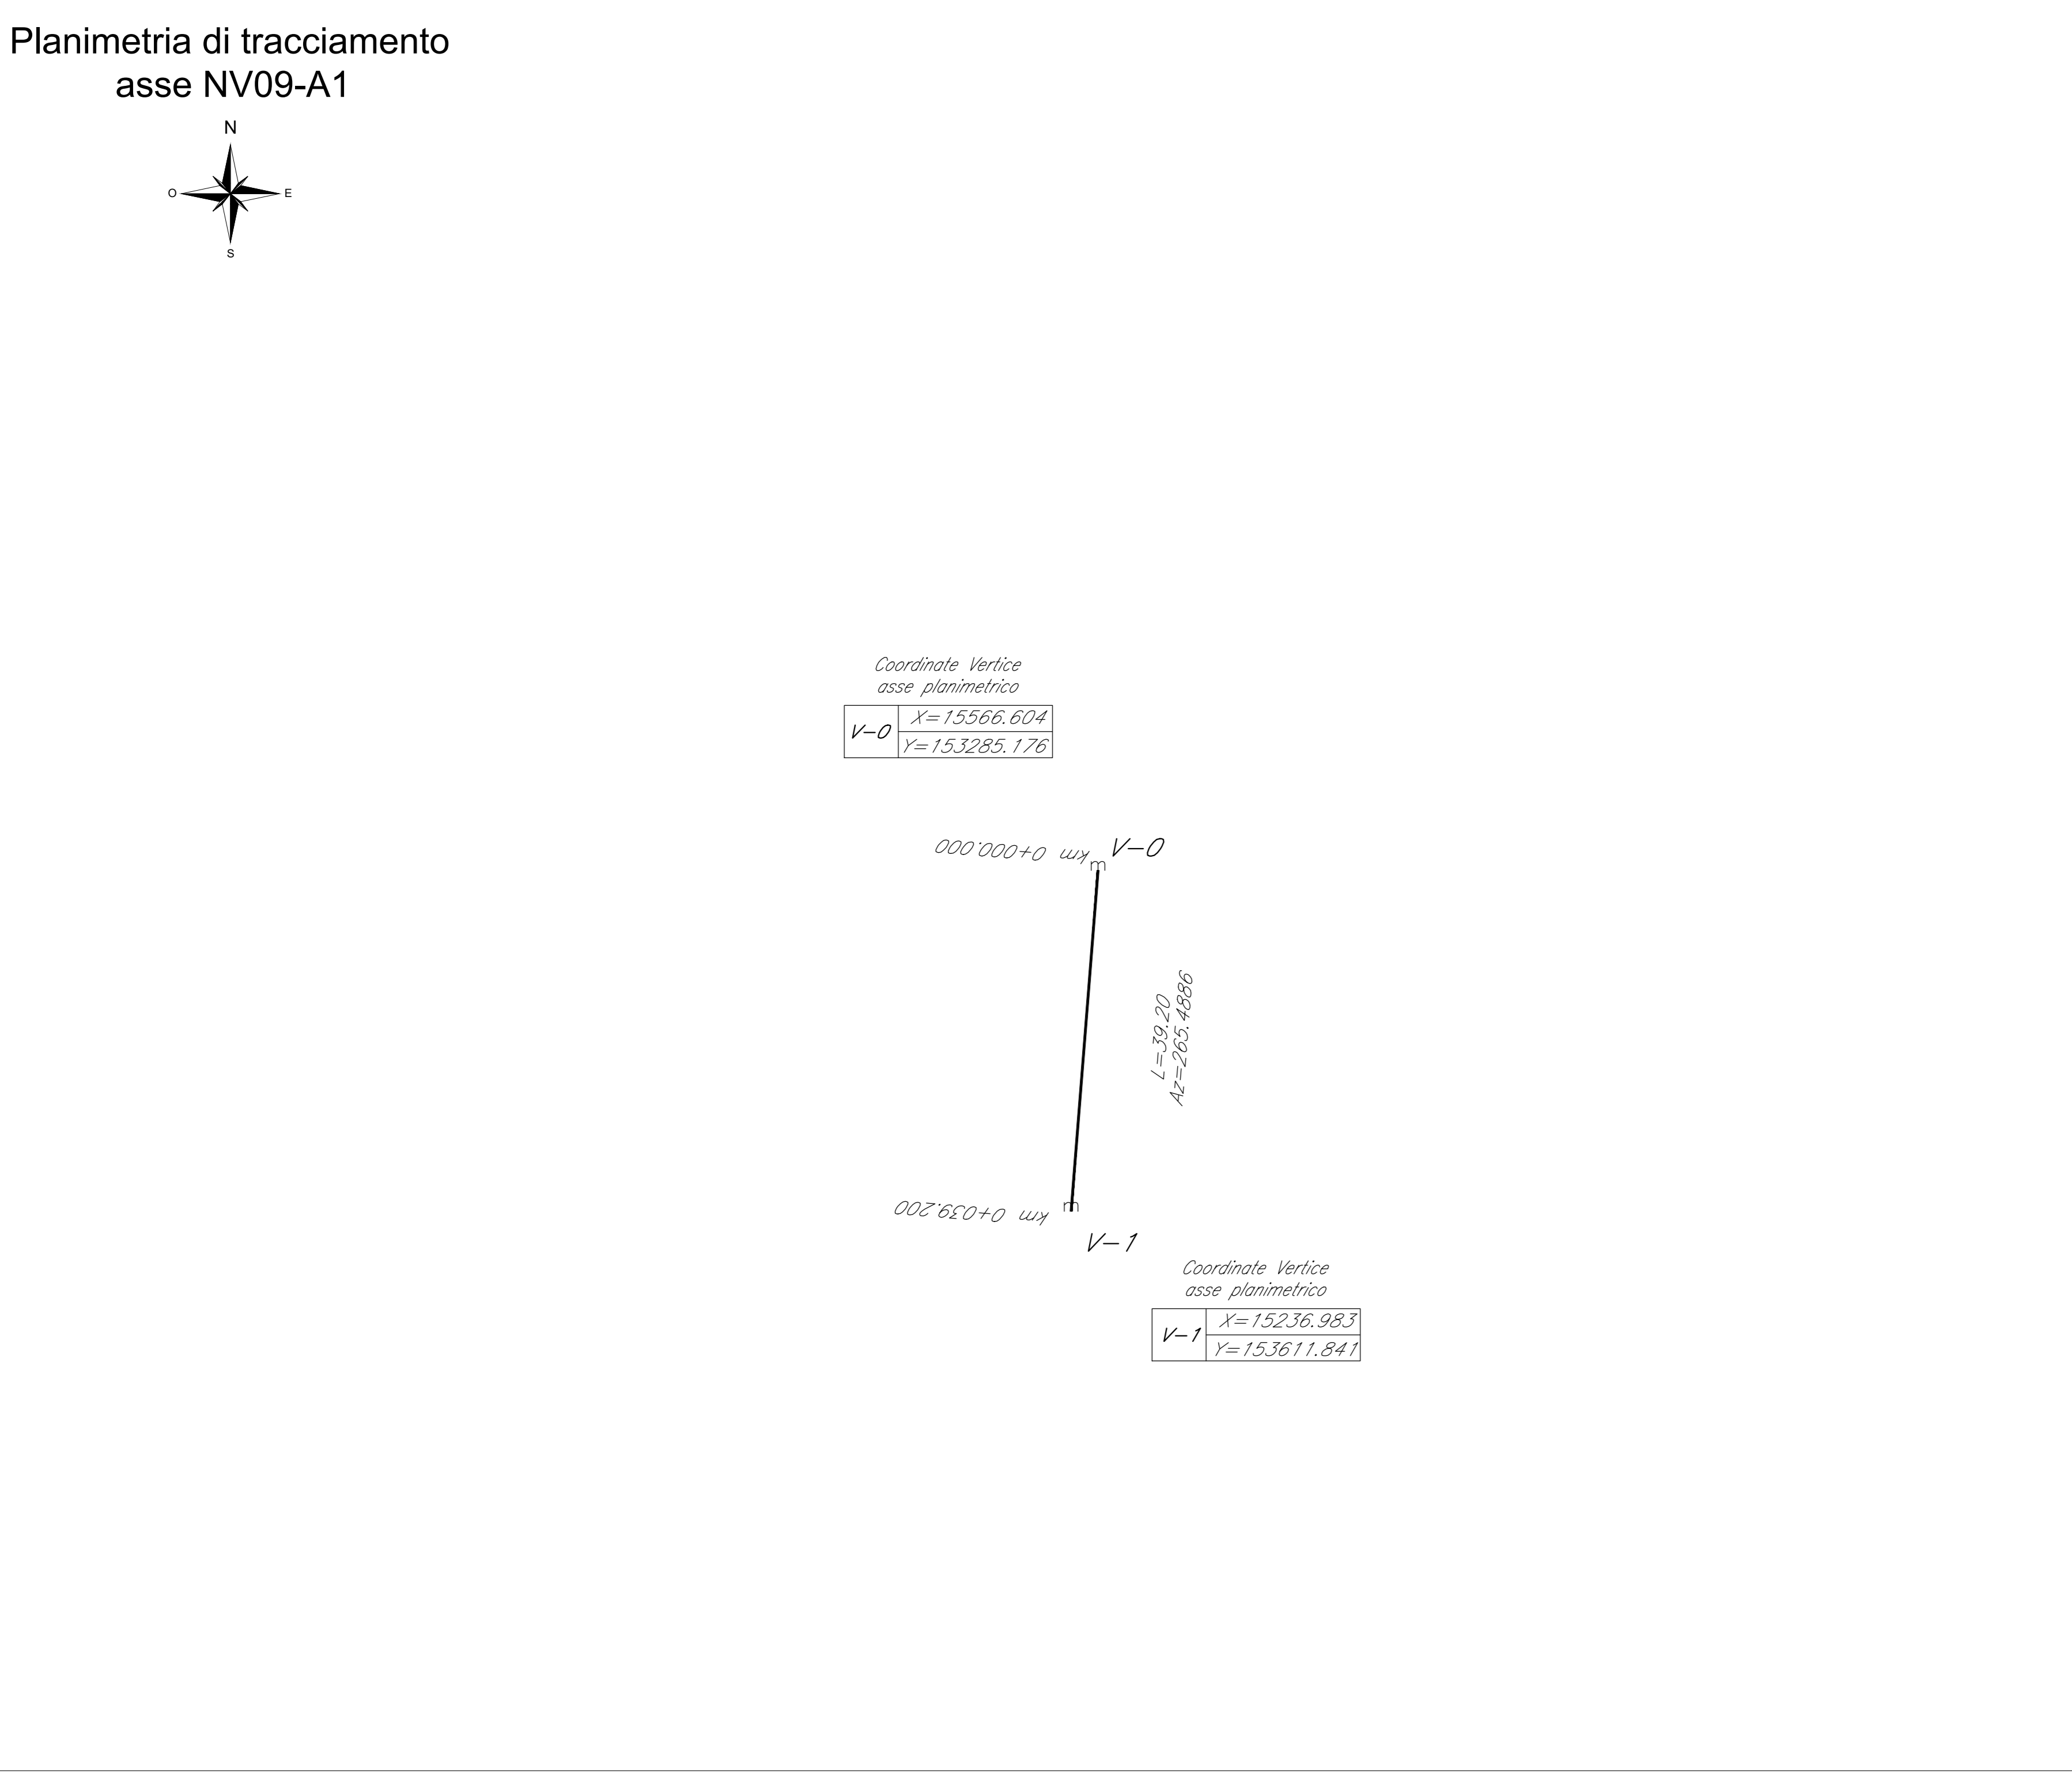 Planimetria di tracciamento
asse NV09-A1
N
O
E
S
Coordinate Vertice
asse planimetrico
V-0
X=15566.604
Y=153285.176
km 0+000.000
V-0
m
L=39.20
Az=265.4886
km 0+039.200
m
V-1
Coordinate Vertice
asse planimetrico
V-1
X=15236.983
Y=153611.841